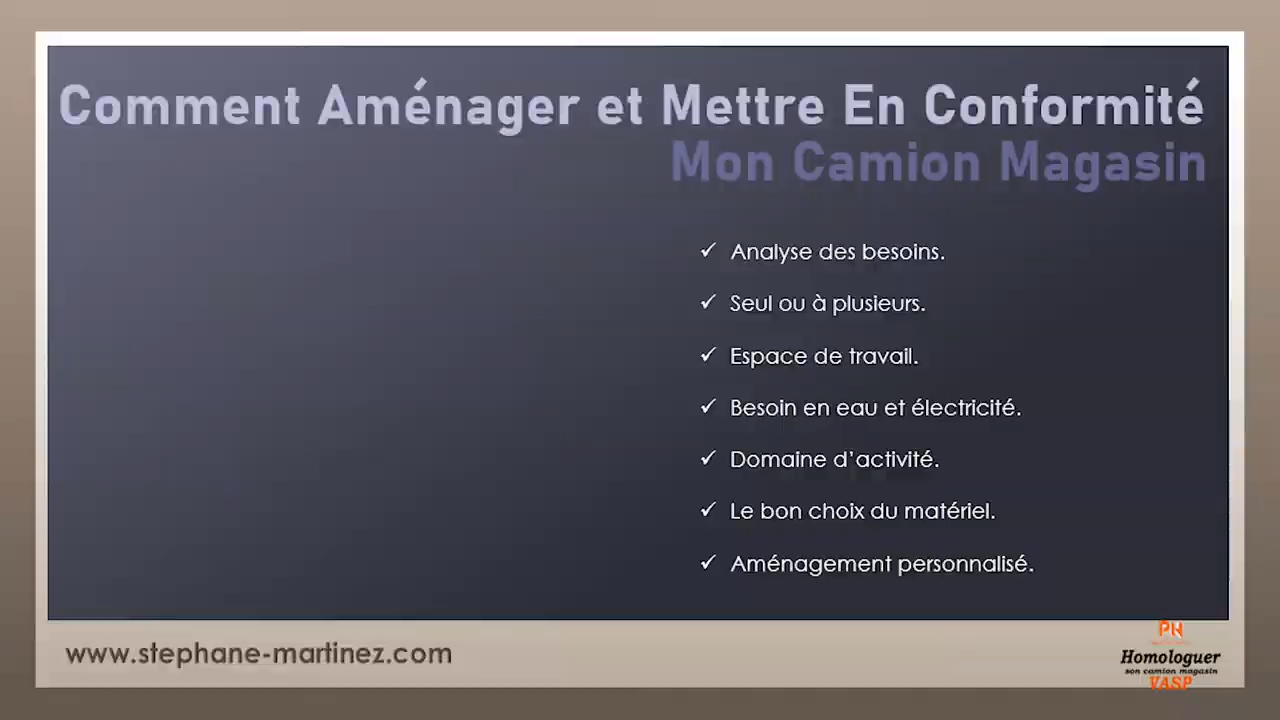 Comment Aménager et Mettre En Conformité
Mon Camion Magasin
✓ Analyse des besoins.
✓ Seul ou à plusieurs.
✓ Espace de travail.
✓ Besoin en eau et électricité.
✓ Domaine d’activité.
✓ Le bon choix du matériel.
✓ Aménagement personnalisé.
www.stephane-martinez.com
PH
Homologuer
son camion magasin
VASP